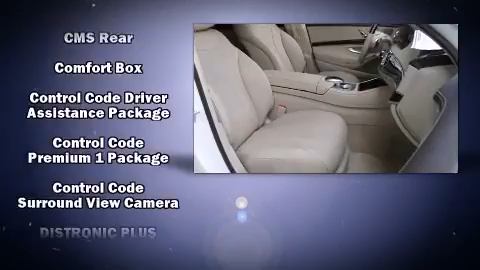 CMS Rear
Comfort Box
Control Code Driver
Assistance Package
Control Code
Premium 1 Package
Control Code
Surround View Camera
DISTRONIC PLUS